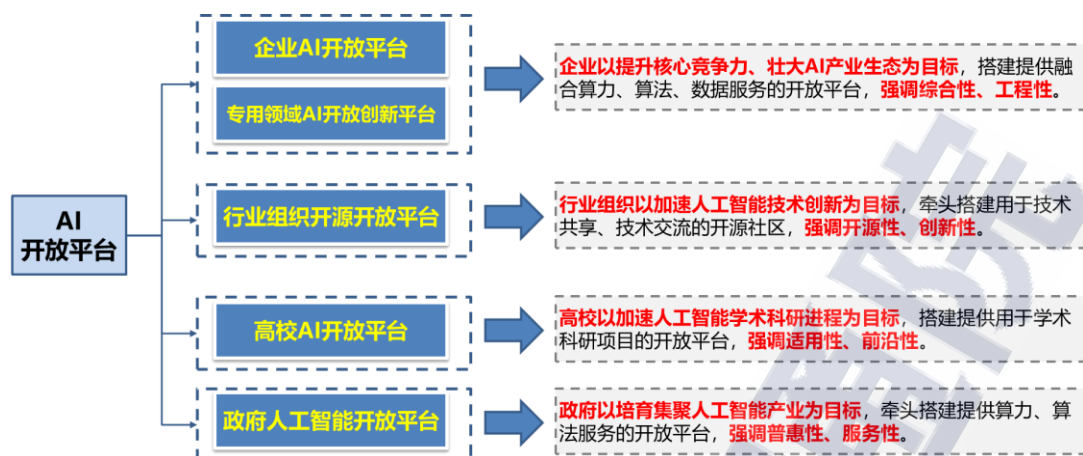 AI
开放平台
企业AI开放平台
专用领域AI开放创新平台
企业以提升核心竞争力、壮大AI产业生态为目标，搭建提供融
合算力、算法、数据服务的开放平台，强调综合性、工程性。
行业组织开源开放平台
行业组织以加速人工智能技术创新为目标，牵头搭建用于技术
共享、技术交流的开源社区，强调开源性、创新性。
高校AI开放平台
高校以加速人工智能学术科研进程为目标，搭建提供用于学术
科研项目的开放平台，强调适用性、前沿性。
政府人工智能开放平台
政府以培育集聚人工智能产业为目标，牵头搭建提供算力、算
法服务的开放平台，强调普惠性、服务性。